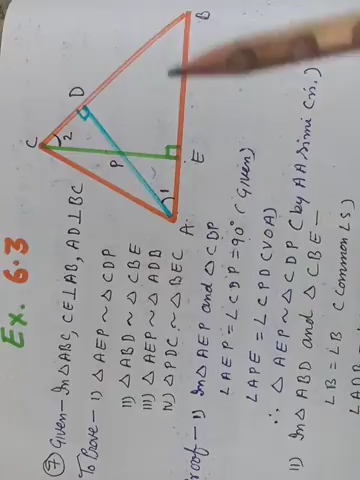 Ex. 6.3
⑦ Given - In △ABC, CE⊥AB, AD⊥BC
To Prove - I) △AEP ~ △CDP
II) △ABD ~ △CBE
III) △AEP ~ △ADB
IV) △PDC ~ △BEC
Proof - I) In △AEP and △CDP
∠AEP = ∠CDP = 90° (Given)
∠APE = ∠CPD (VOA)
∴ △AEP ~ △CDP (by AA simi Cri.)
II) In △ABD and △CBE -
∠B = ∠B (Common ∠s)
C
2
D
B
P
1
A
E